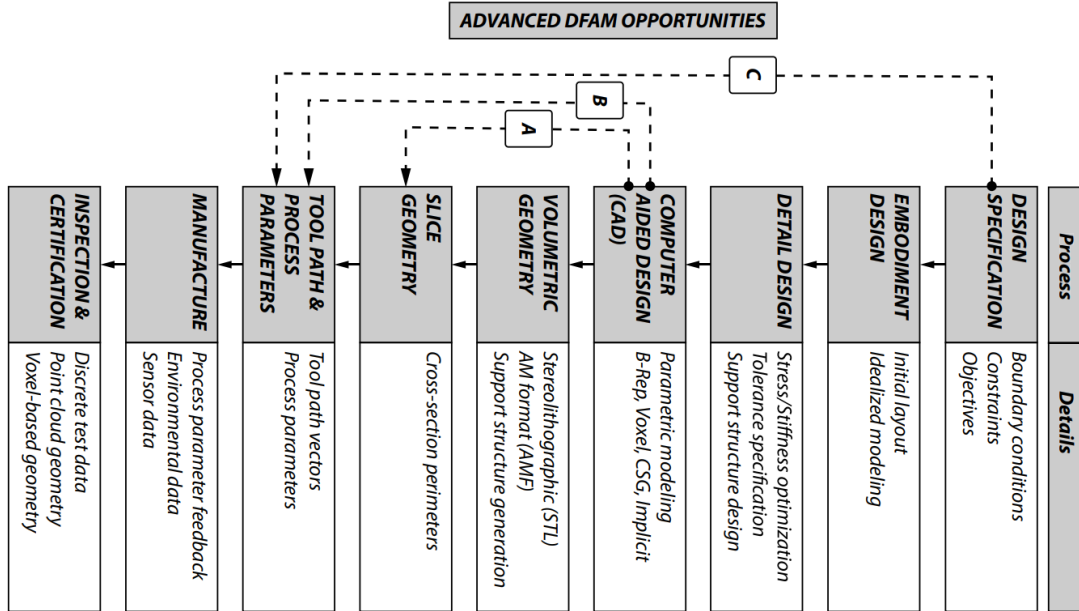 ADVANCED DFAM OPPORTUNITIES
Process
Details
DESIGN
SPECIFICATION
Boundary conditions
Constraints
Objectives
EMBODIMENT
DESIGN
Initial layout
Idealized modeling
DETAIL DESIGN
Stress/Stiffness optimization
Tolerance specification
Support structure design
COMPUTER
AIDED DESIGN
(CAD)
Parametric modeling
B-Rep, Voxel, CSG, Implicit
VOLUMETRIC
GEOMETRY
Stereolithographic (STL)
AM format (AMF)
Support structure generation
SLICE
GEOMETRY
Cross-section perimeters
TOOL PATH &
PROCESS
PARAMETERS
Tool path vectors
Process parameters
MANUFACTURE
Process parameter feedback
Environmental data
Sensor data
INSPECTION &
CERTIFICATION
Discrete test data
Point cloud geometry
Voxel-based geometry
A
B
C